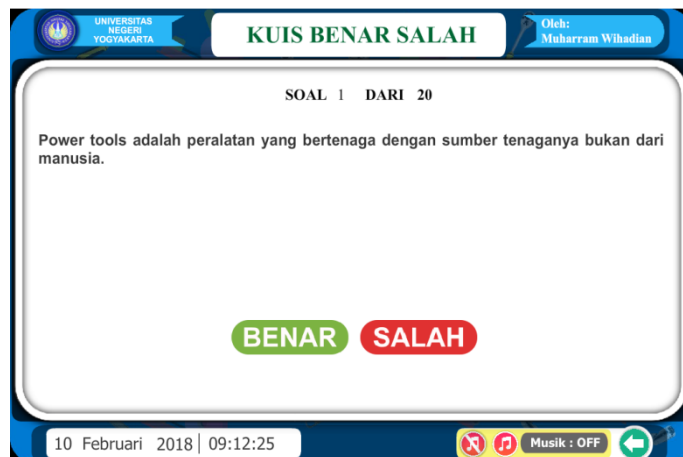 UNIVERSITAS
NEGERI
YOGYAKARTA
KUIS BENAR SALAH
Oleh:
Muharram Wihadian
SOAL 1 DARI 20
Power tools adalah peralatan yang bertenaga dengan sumber tenaganya bukan dari
manusia.
BENAR SALAH
10 Februari 2018 09:12:25
Musik : OFF